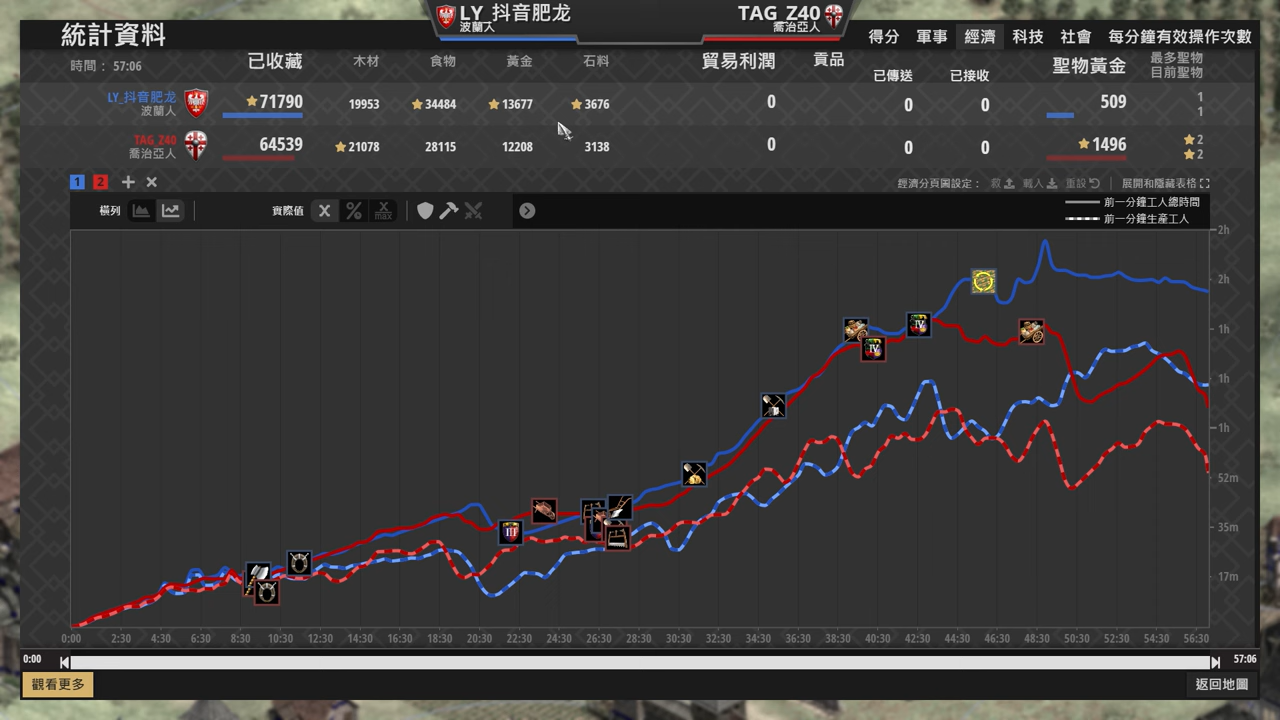 LY_抖音肥龙
波蘭人
TAG_Z40
喬治亞人
統計資料
得分 軍事 經濟 科技 社會 每分鐘有效操作次數
時間： 57:06
已收藏 木材 食物 黃金 石料 貿易利潤 貢品 已傳送 已接收 聖物黃金 最多聖物
目前聖物
LY_抖音肥龙
波蘭人
71790 19953 34484 13677 3676 0 0 0 509 1
1
TAG_Z40
喬治亞人
64539 21078 28115 12208 3138 0 0 0 1496 2
2
1 2
經濟分頁圖設定： 載入 重設 展開和隱藏表格
橫列 實際值 X % X max
前一分鐘工人總時間
前一分鐘生產工人
2h
2h
1h
1h
1h
52m
35m
17m
III IV IV
0:00 2:30 4:30 6:30 8:30 10:30 12:30 14:30 16:30 18:30 20:30 22:30 24:30 26:30 28:30 30:30 32:30 34:30 36:30 38:30 40:30 42:30 44:30 46:30 48:30 50:30 52:30 54:30 56:30
0:00 57:06
觀看更多 返回地圖